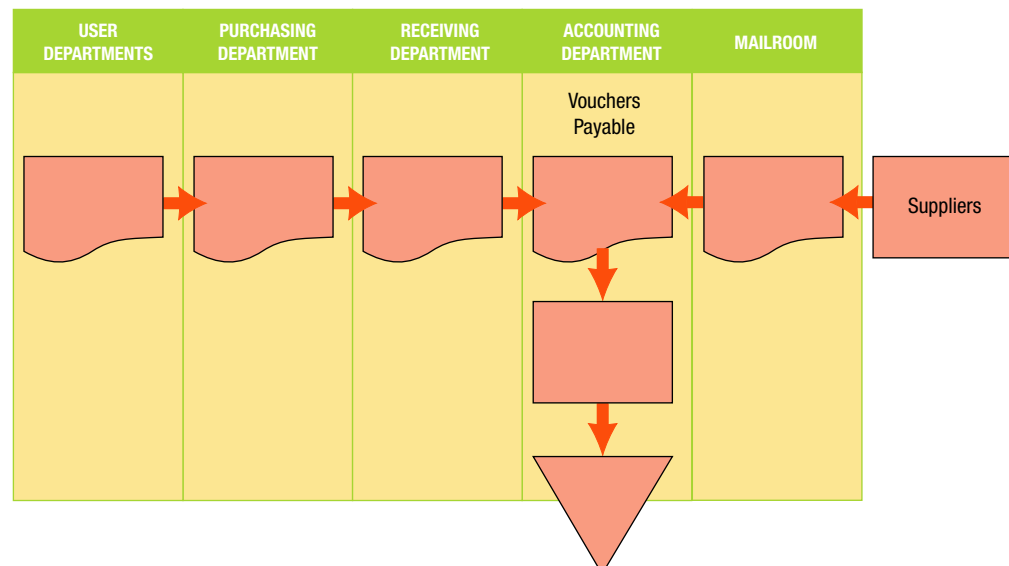 USER
DEPARTMENTS
PURCHASING
DEPARTMENT
RECEIVING
DEPARTMENT
ACCOUNTING
DEPARTMENT
MAILROOM
Vouchers
Payable
Suppliers